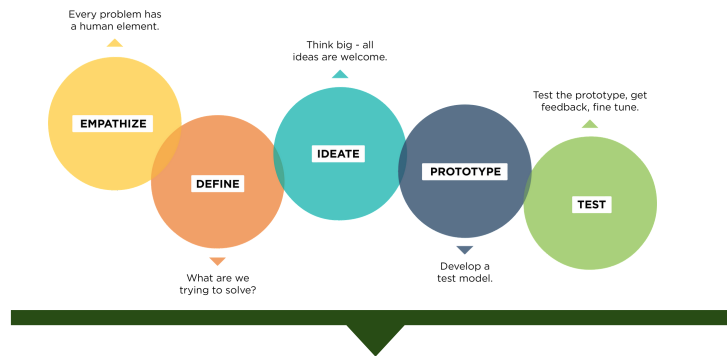 Every problem has
a human element.
EMPATHIZE
DEFINE
What are we
trying to solve?
Think big - all
ideas are welcome.
IDEATE
PROTOTYPE
Develop a
test model.
Test the prototype, get
feedback, fine tune.
TEST